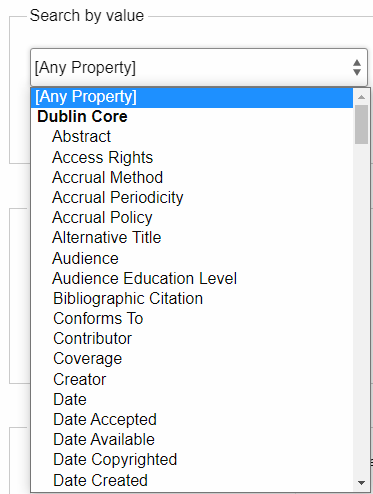 Search by value
[Any Property]
[Any Property]
Dublin Core
Abstract
Access Rights
Accrual Method
Accrual Periodicity
Accrual Policy
Alternative Title
Audience
Audience Education Level
Bibliographic Citation
Conforms To
Contributor
Coverage
Creator
Date
Date Accepted
Date Available
Date Copyrighted
Date Created